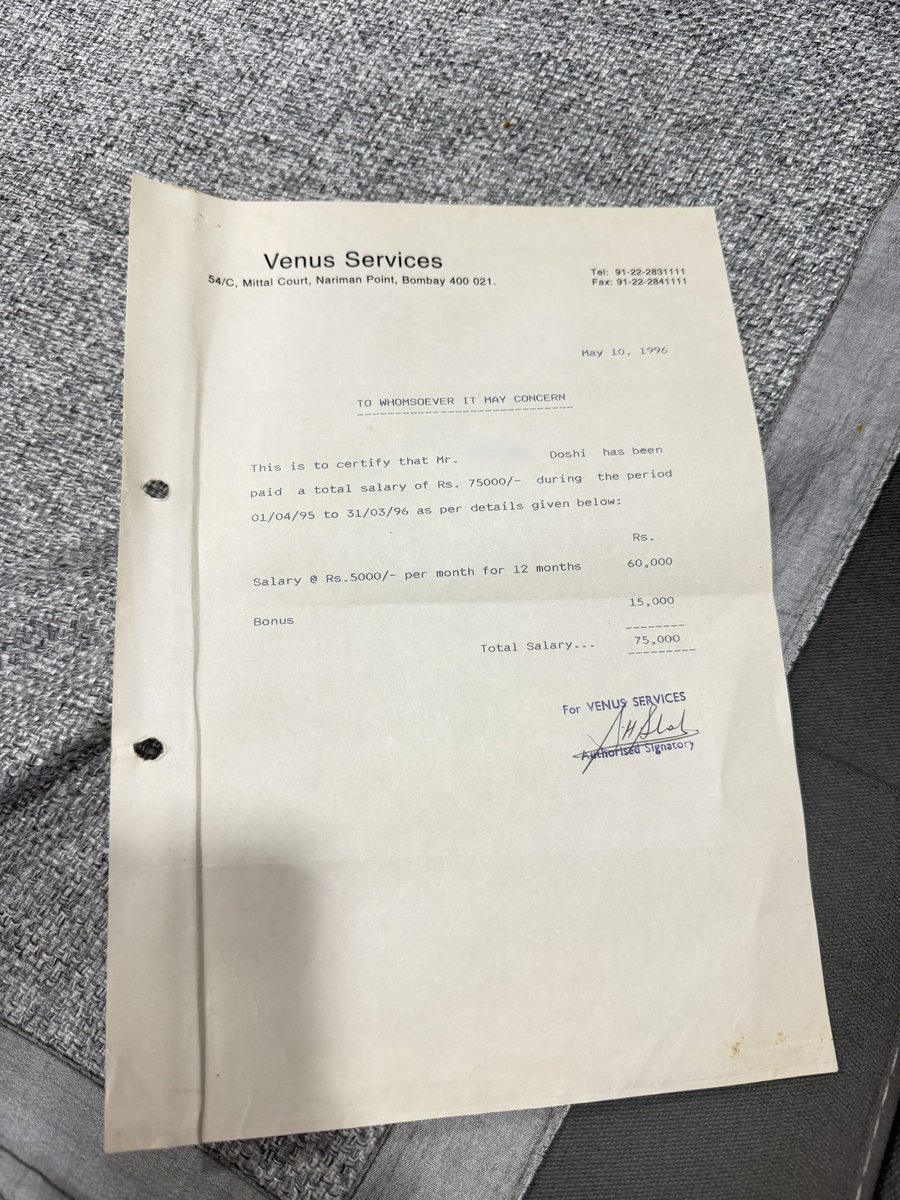 Venus Services
54/C, Mittal Court, Nariman Point, Bombay 400 021.
Tel: 91-22-2831111
Fax: 91-22-2841111
May 10, 1996
TO WHOMSOEVER IT MAY CONCERN
This is to certify that Mr. Doshi has been
paid a total salary of Rs. 75000/- during the period
01/04/95 to 31/03/96 as per details given below:
Rs.
Salary @ Rs.5000/- per month for 12 months 60,000
Bonus 15,000
Total Salary... 75,000
For VENUS SERVICES
Authorised Signatory